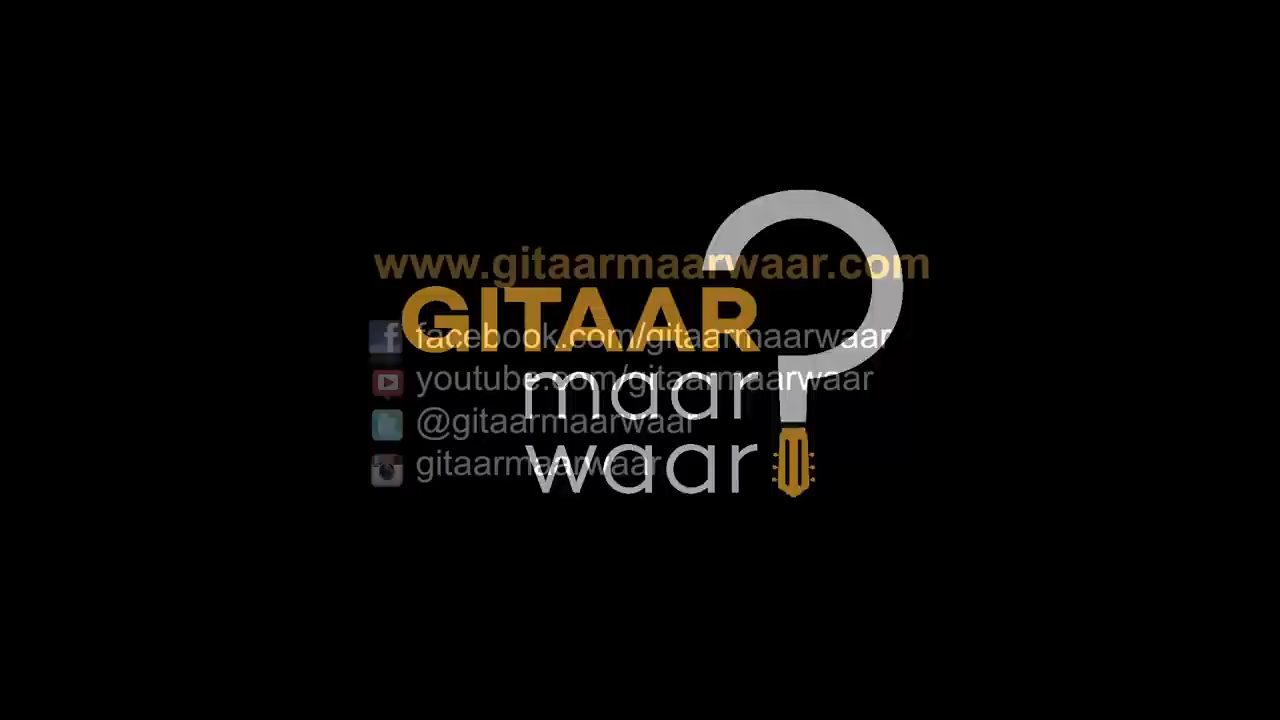 www.gitaarmaarwaar.com
GITAAR
facebook.com/gitaarmaarwaar
maar
youtube.com/gitaarmaarwaar
@gitaarmaarwaar
waar
gitaarmaarwaar